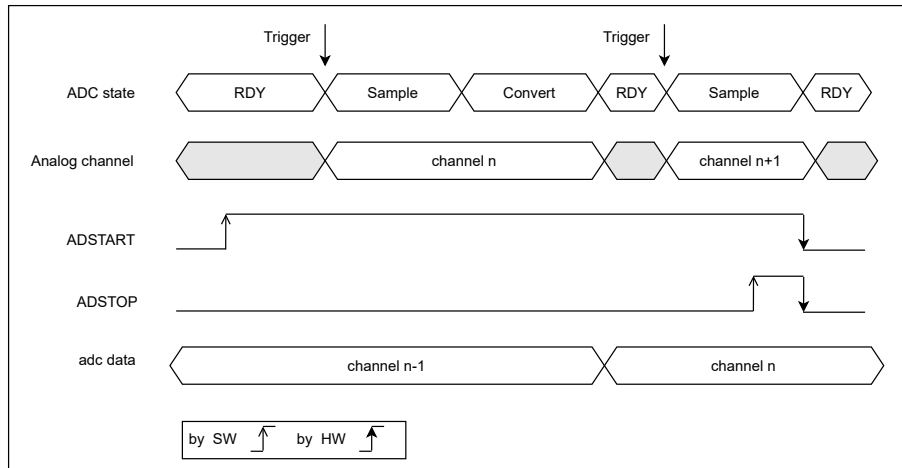 Trigger Trigger
ADC state RDY Sample Convert RDY Sample RDY
Analog channel channel n channel n+1
ADSTART
ADSTOP
adc data channel n-1 channel n
by SW by HW